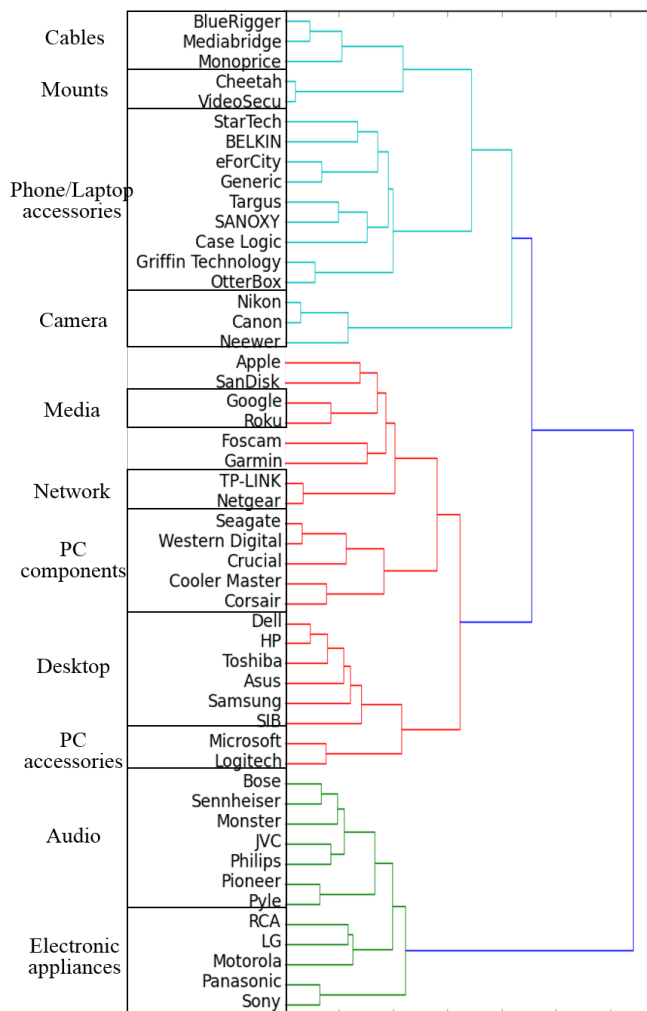 Cables
BlueRigger
Mediabridge
Monoprice
Mounts
Cheetah
VideoSecu
Phone/Laptop
accessories
StarTech
BELKIN
eForCity
Generic
Targus
SANOXY
Case Logic
Griffin Technology
OtterBox
Camera
Nikon
Canon
Neewer
Apple
SanDisk
Media
Google
Roku
Foscam
Garmin
Network
TP-LINK
Netgear
PC
components
Seagate
Western Digital
Crucial
Cooler Master
Corsair
Desktop
Dell
HP
Toshiba
Asus
Samsung
SIB
PC
accessories
Microsoft
Logitech
Audio
Bose
Sennheiser
Monster
JVC
Philips
Pioneer
Pyle
Electronic
appliances
RCA
LG
Motorola
Panasonic
Sony